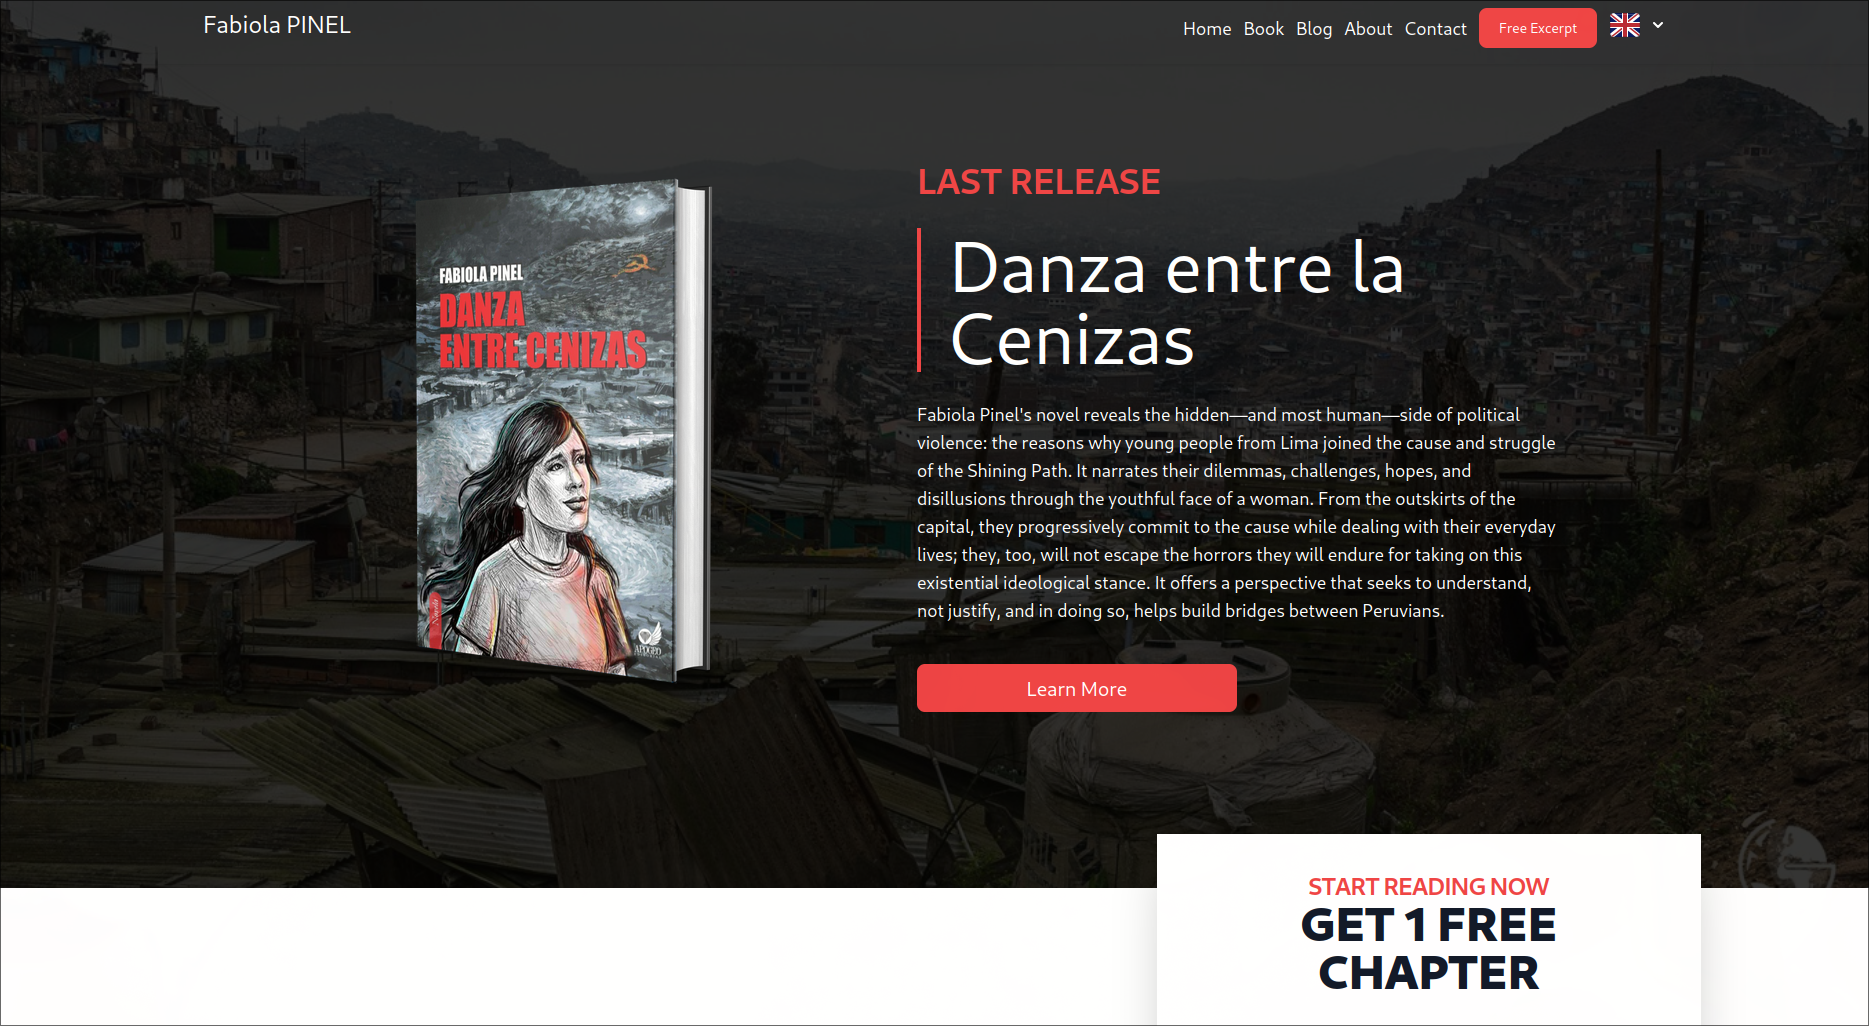 Fabiola PINEL
Home Book Blog About Contact Free Excerpt
LAST RELEASE
Danza entre la
Cenizas
FABIOLA PINEL
DANZA
ENTRE CENIZAS
Novela
APOGEO
Fabiola Pinel's novel reveals the hidden—and most human—side of political
violence: the reasons why young people from Lima joined the cause and struggle
of the Shining Path. It narrates their dilemmas, challenges, hopes, and
disillusions through the youthful face of a woman. From the outskirts of the
capital, they progressively commit to the cause while dealing with their everyday
lives; they, too, will not escape the horrors they will endure for taking on this
existential ideological stance. It offers a perspective that seeks to understand,
not justify, and in doing so, helps build bridges between Peruvians.
Learn More
START READING NOW
GET 1 FREE
CHAPTER